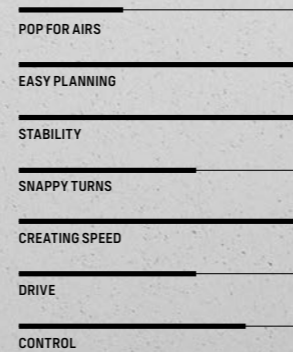 POP FOR AIRS
EASY PLANNING
STABILITY
SNAPPY TURNS
CREATING SPEED
DRIVE
CONTROL